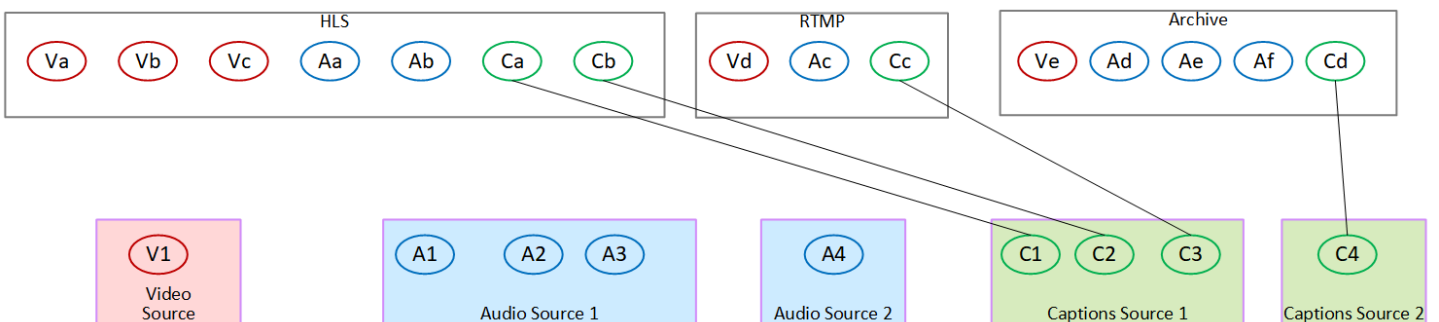 HLS
RTMP
Archive
Va Vb Vc Aa Ab Ca Cb Vd Ac Cc Ve Ad Ae Af Cd
V1 A1 A2 A3 A4 C1 C2 C3 C4
Video
Source
Audio Source 1
Audio Source 2
Captions Source 1
Captions Source 2